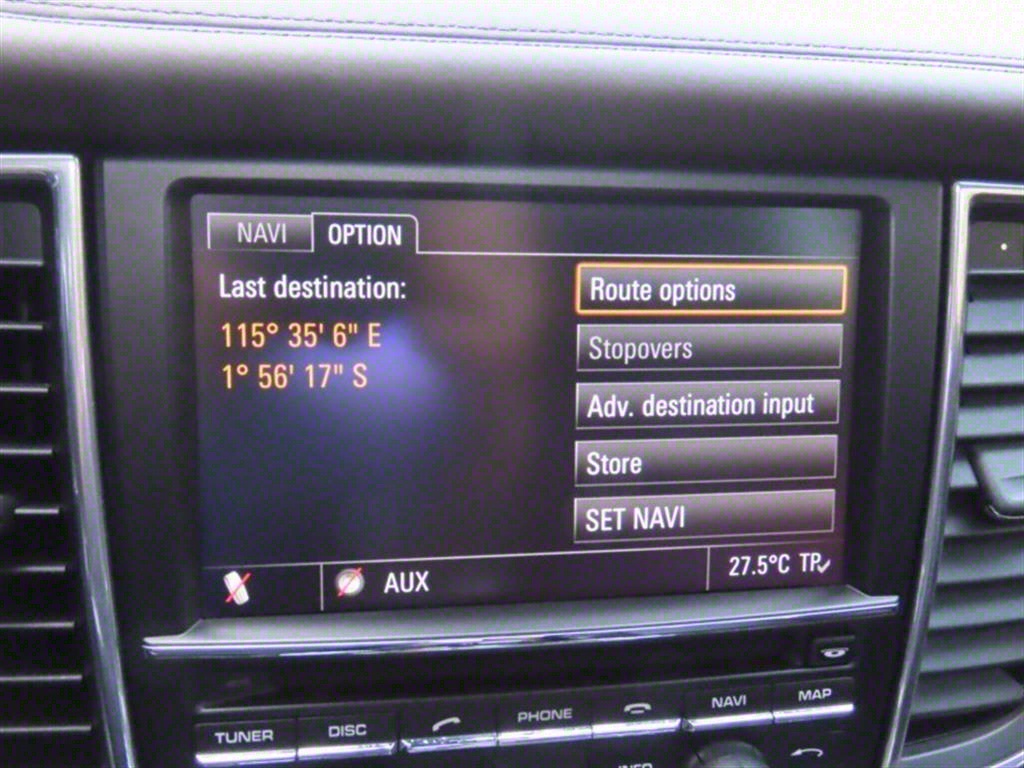 NAVI OPTION
Last destination:
115° 35' 6" E
1° 56' 17" S
Route options
Stopovers
Adv. destination input
Store
SET NAVI
AUX
27.5°C TP
TUNER DISC PHONE NAVI MAP
INFO